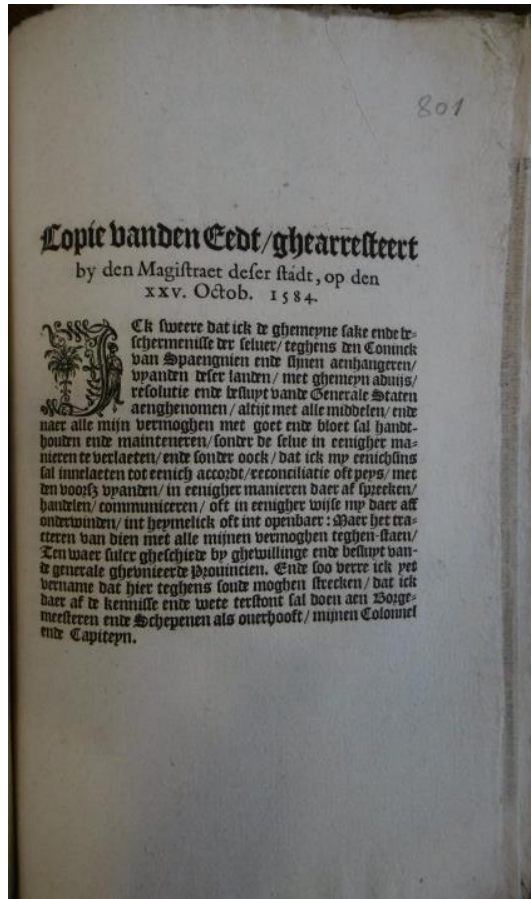 801
Copie vanden Eedt/ghearresteert
by den Magistraet deser stadt, op den
XXV. Octob. 1584.
ICk sweere dat ick de ghemeyne sake ende be-
schermenisse der seluer/ teghens den Coninck
van Spaengnien ende sijnen aenhangeren/
vyanden deser landen/ met ghemeyn aduijs/
resolutie ende besluyt vande Generale Staten
aenghenomen/ altijt met alle middelen/ ende
naer alle mijn vermoghen met goet ende bloet sal handt-
houden ende mainteneren/ sonder de selue in eenigher ma-
nieren te verlaeten/ ende sonder oock/ dat ick my eenichsins
sal innelaeten tot eenich accordt/reconciliatie oft peys/ met
den voorsz vyanden/ in eenigher manieren daer af spreeken/
handelen/ communiceren/ oft in eenigher wijse my daer aff
onderwinden/ int heymelick oft int openbaer: Maer het tra-
cteren van dien met alle mijnen vermoghen teghen-staen/
Ten waer sulcx gheschiede by ghewillinge ende besluyt van-
de generale ghevnieerde Prouincien. Ende soo verre ick yet
vername dat hier teghens soude moghen strecken/ dat ick
daer af de kennisse ende wete terstont sal doen aen Borge-
meesteren ende Schepenen als ouerhooft/ mijnen Colonnel
ende Capiteyn.